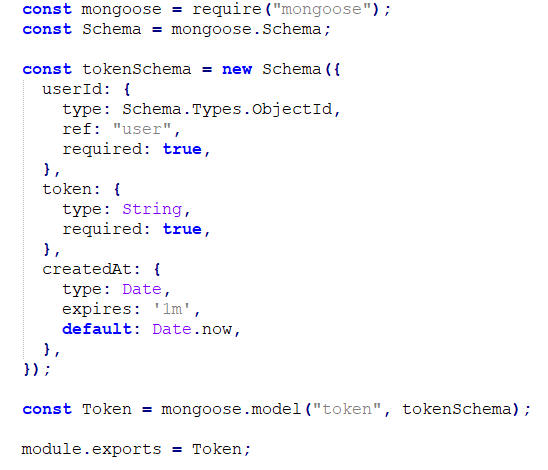 const mongoose = require("mongoose");
const Schema = mongoose.Schema;

const tokenSchema = new Schema({
  userId: {
    type: Schema.Types.ObjectId,
    ref: "user",
    required: true,
  },
  token: {
    type: String,
    required: true,
  },
  createdAt: {
    type: Date,
    expires: '1m',
    default: Date.now,
  },
});

const Token = mongoose.model("token", tokenSchema);

module.exports = Token;